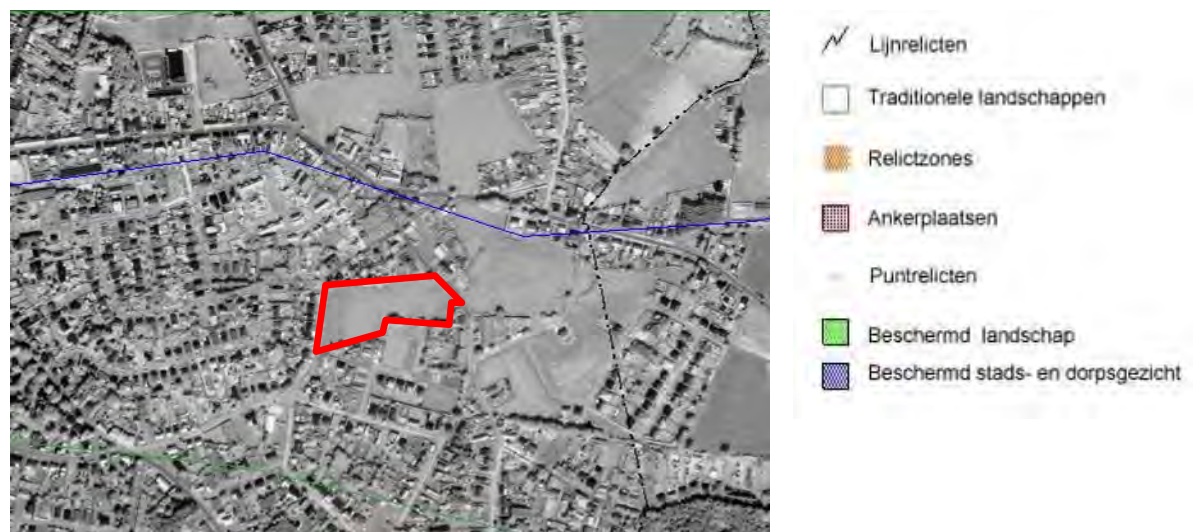 Lijnrelicten
Traditionele landschappen
Relictzones
Ankerplaatsen
Puntrelicten
Beschermd landschap
Beschermd stads- en dorpsgezicht